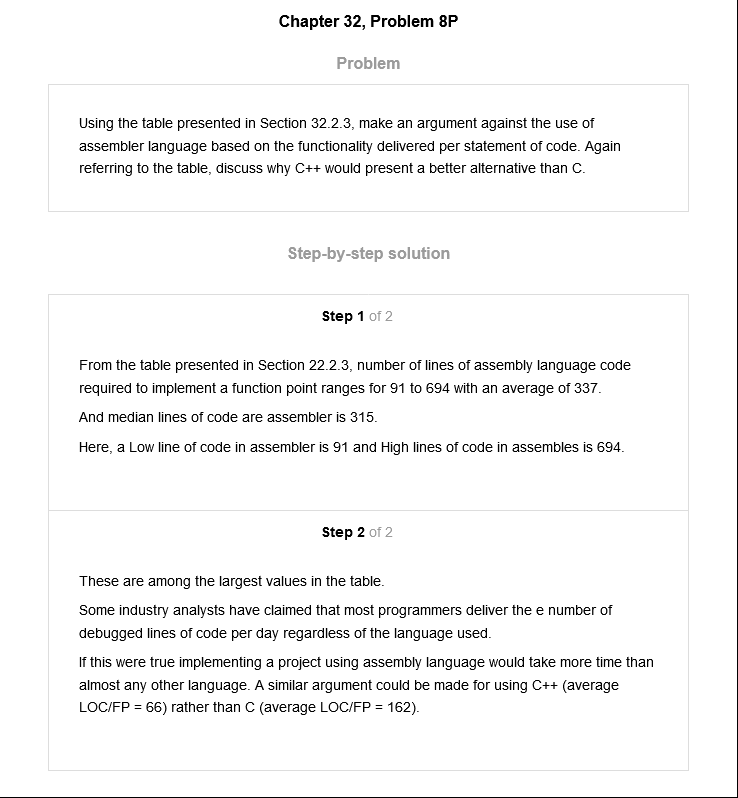 Chapter 32, Problem 8P
Problem
Using the table presented in Section 32.2.3, make an argument against the use of
assembler language based on the functionality delivered per statement of code. Again
referring to the table, discuss why C++ would present a better alternative than C.
Step-by-step solution
Step 1 of 2
From the table presented in Section 22.2.3, number of lines of assembly language code
required to implement a function point ranges for 91 to 694 with an average of 337.
And median lines of code are assembler is 315.
Here, a Low line of code in assembler is 91 and High lines of code in assembles is 694.
Step 2 of 2
These are among the largest values in the table.
Some industry analysts have claimed that most programmers deliver the e number of
debugged lines of code per day regardless of the language used.
If this were true implementing a project using assembly language would take more time than
almost any other language. A similar argument could be made for using C++ (average
LOC/FP = 66) rather than C (average LOC/FP = 162).